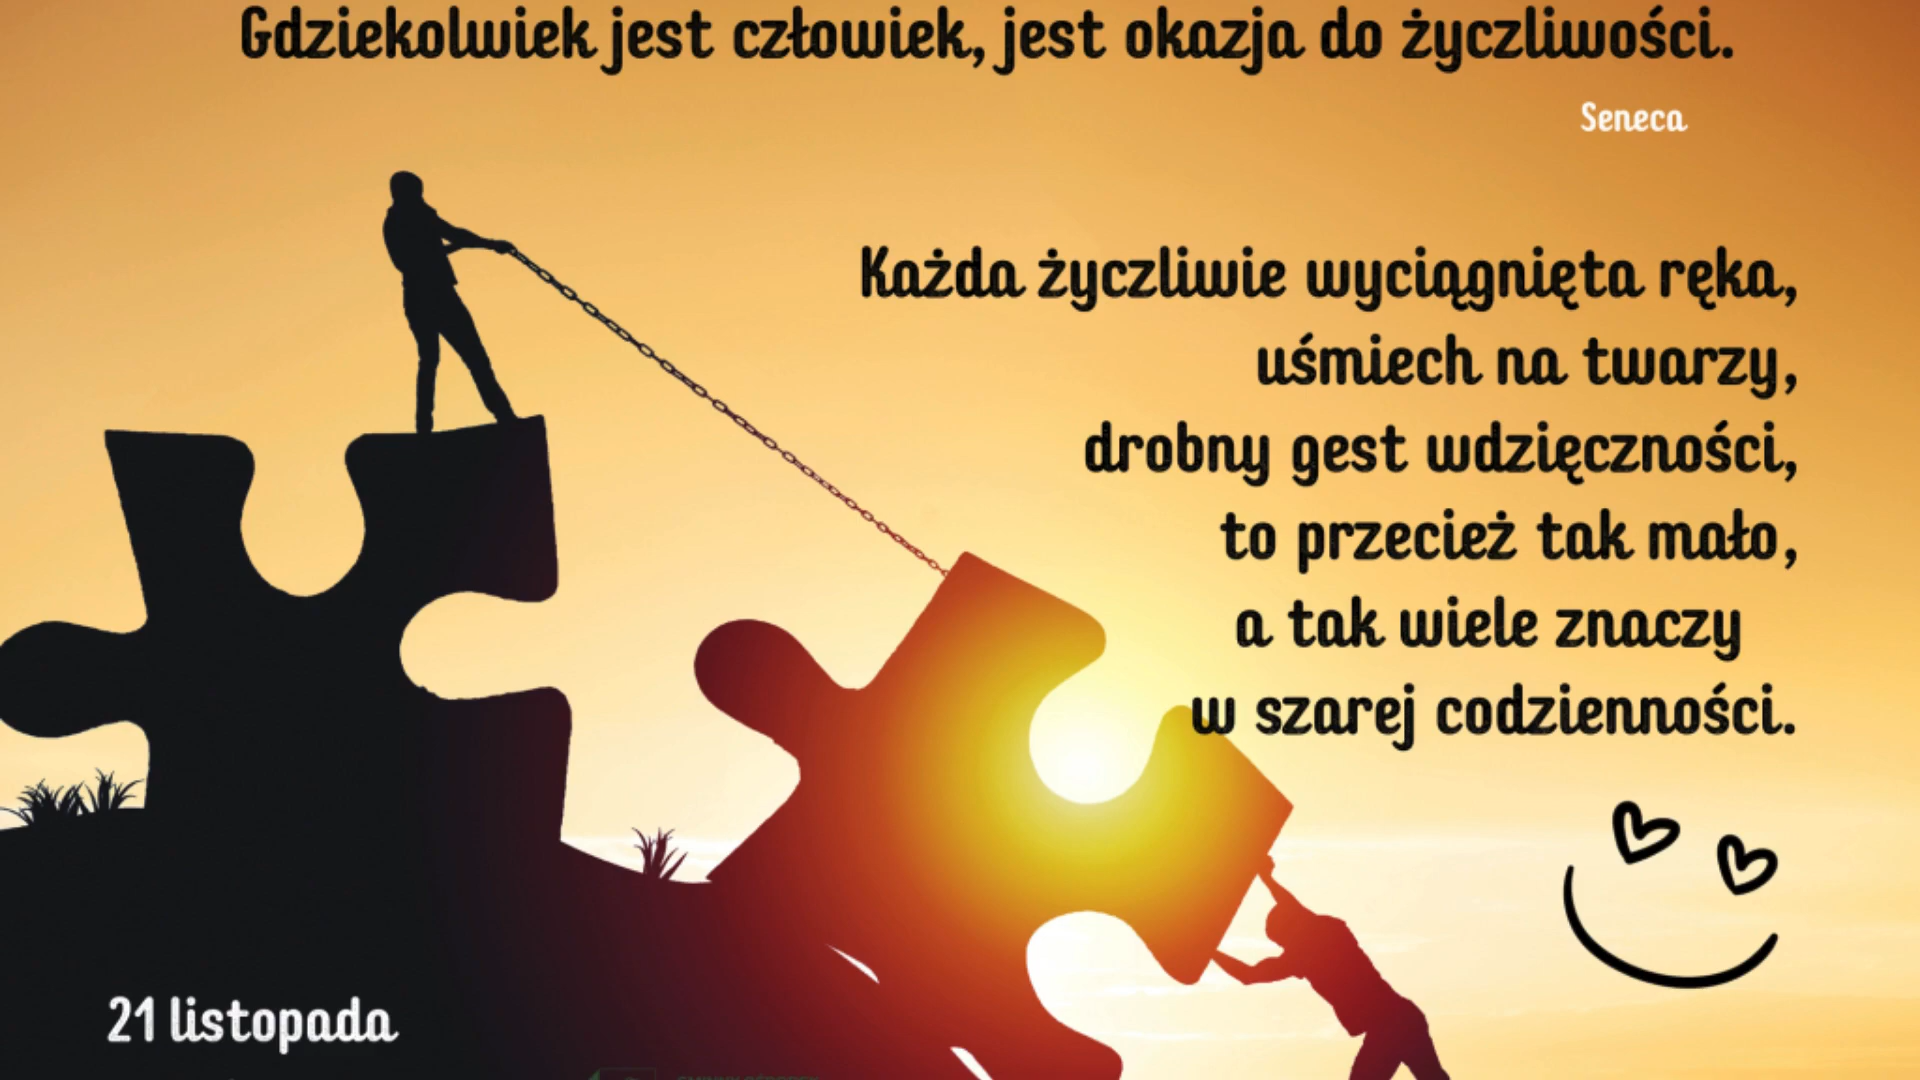 Gdziekolwiek jest człowiek, jest okazja do życzliwości.
Seneca
Każda życzliwie wyciągnięta ręka,
uśmiech na twarzy,
drobny gest wdzięczności,
to przecież tak mało,
a tak wiele znaczy
w szarej codzienności.
21 listopada